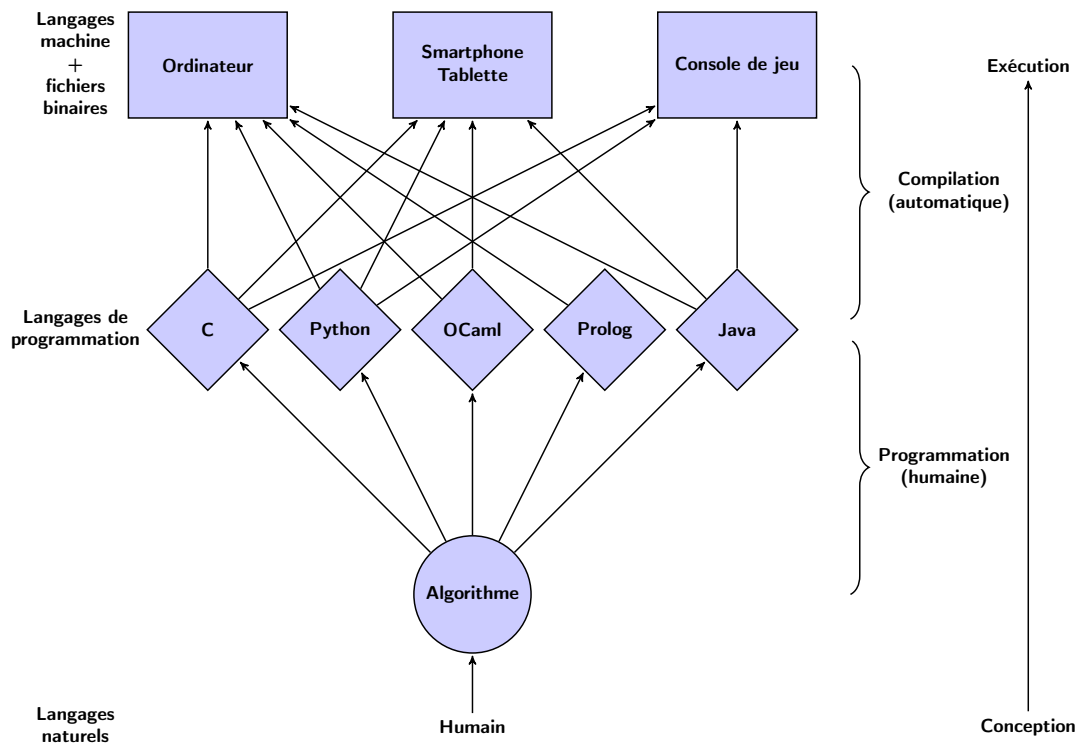 Langages
machine
+
fichiers
binaires
Ordinateur
Smartphone
Tablette
Console de jeu
Exécution
Compilation
(automatique)
Langages de
programmation
C
Python
OCaml
Prolog
Java
Programmation
(humaine)
Algorithme
Langages
naturels
Humain
Conception